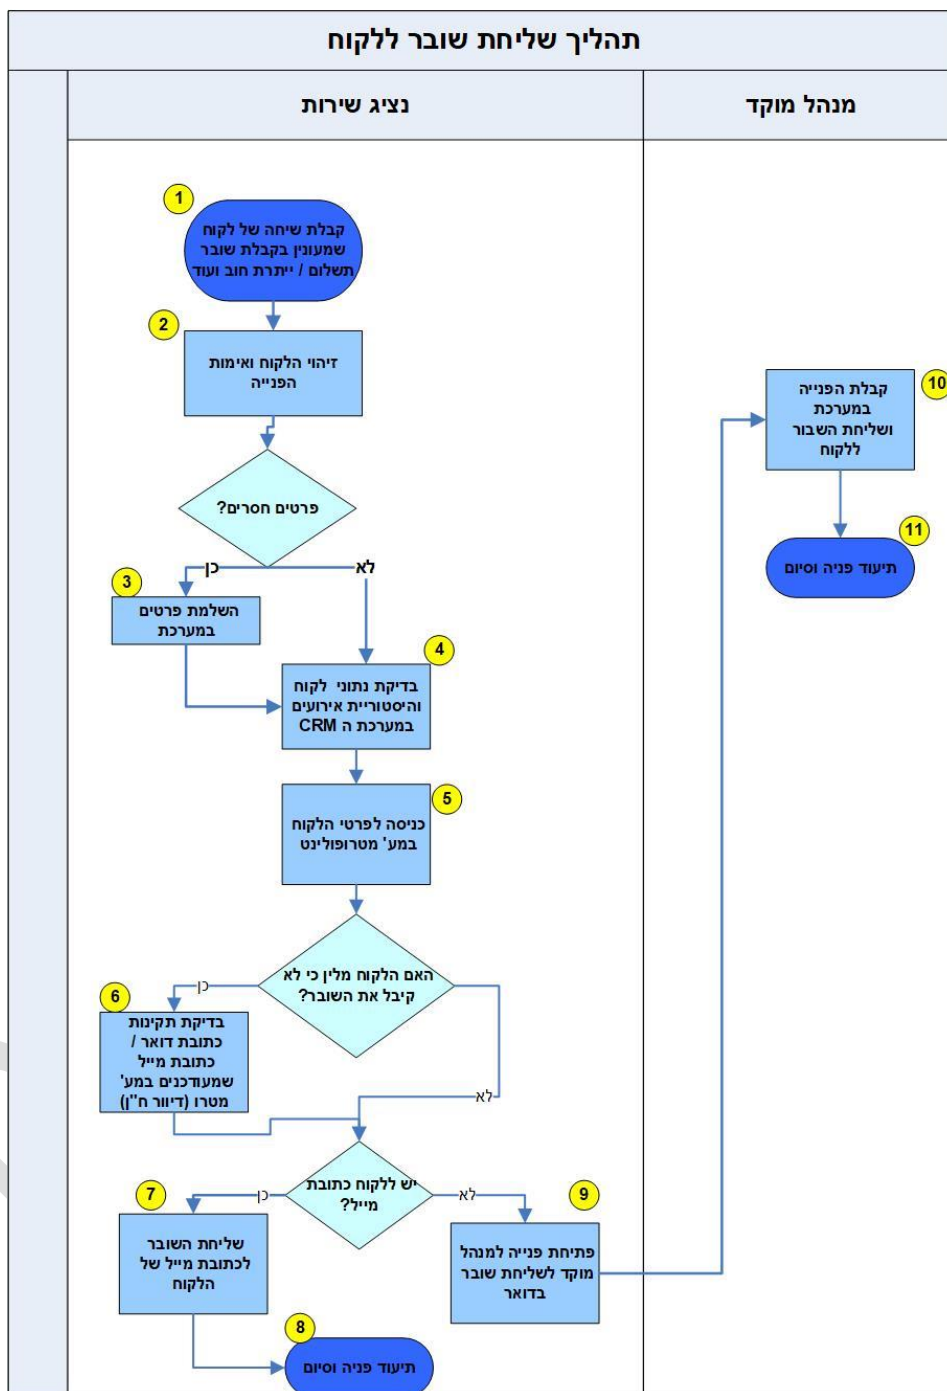 תהליך שליחת שובר ללקוח
נציג שירות
מנהל מוקד
1
קבלת שיחה של לקוח
שמעונין בקבלת שובר
תשלום / ייתרת חוב ועוד
2
זיהוי הלקוח ואימות
הפנייה
פרטים חסרים?
כן
לא
3
השלמת פרטים
במערכת
4
בדיקת נתוני לקוח
והיסטוריית אירועים
במערכת ה CRM
5
כניסה לפרטי הלקוח
במע' מטרופולינט
האם הלקוח מלין כי לא
קיבל את השובר?
כן
לא
6
בדיקת תקינות
כתובת דואר /
כתובת מייל
שמעודכנים במע'
מטרו (דיוור ח"ן)
יש ללקוח כתובת
מייל?
כן
לא
7
שליחת השובר
לכתובת מייל של
הלקוח
8
תיעוד פניה וסיום
9
פתיחת פנייה למנהל
מוקד לשליחת שובר
בדואר
10
קבלת הפנייה
במערכת
ושליחת השבור
ללקוח
11
תיעוד פניה וסיום